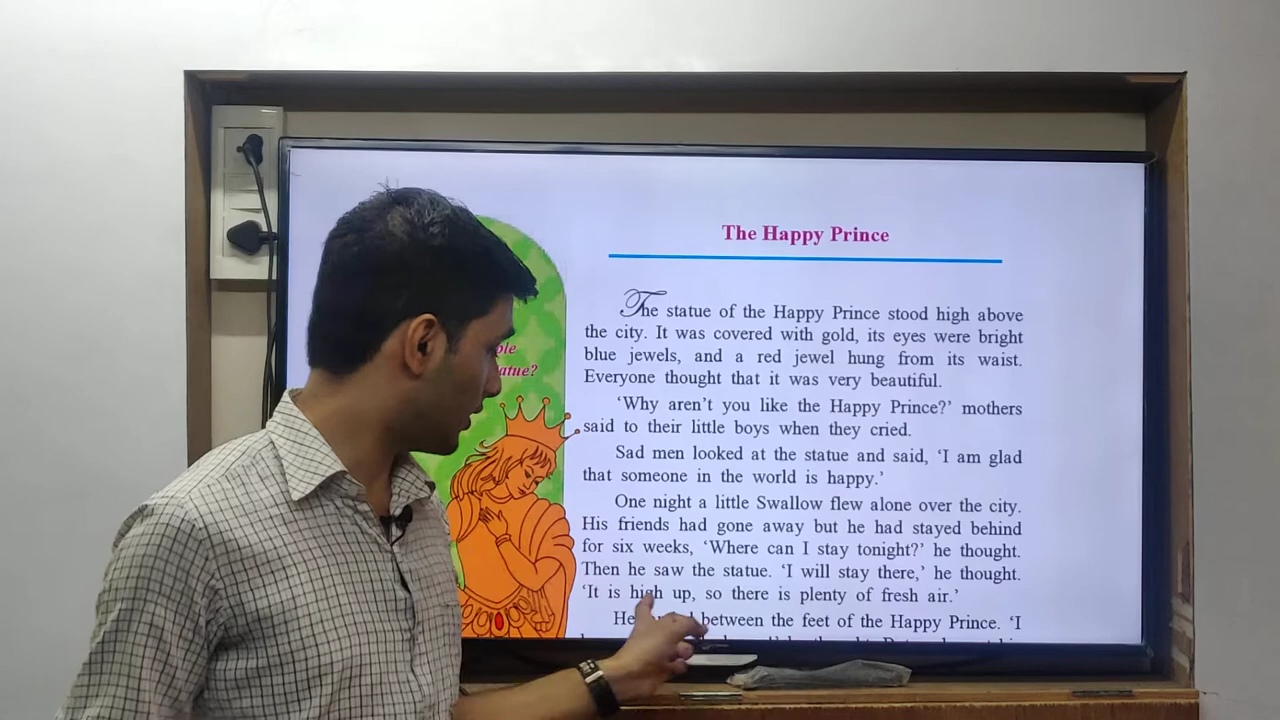 ple
atue?
The Happy Prince
The statue of the Happy Prince stood high above
the city. It was covered with gold, its eyes were bright
blue jewels, and a red jewel hung from its waist.
Everyone thought that it was very beautiful.
‘Why aren’t you like the Happy Prince?’ mothers
said to their little boys when they cried.
Sad men looked at the statue and said, ‘I am glad
that someone in the world is happy.’
One night a little Swallow flew alone over the city.
His friends had gone away but he had stayed behind
for six weeks, ‘Where can I stay tonight?’ he thought.
Then he saw the statue. ‘I will stay there,’ he thought.
‘It is high up, so there is plenty of fresh air.’
He between the feet of the Happy Prince. ‘I